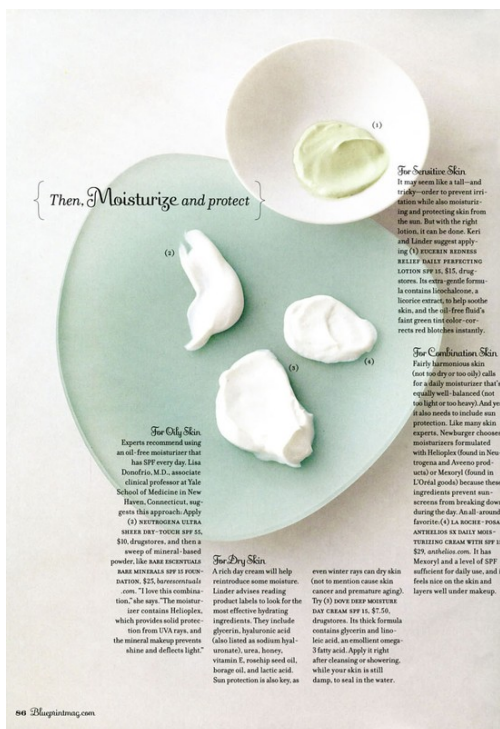 { Then, Moisturize and protect }
(1)
(2)
(3)
(4)
For Sensitive Skin
It may seem like a tall—and
tricky—order to prevent irri-
tation while also moisturiz-
ing and protecting skin from
the sun. But with the right
lotion, it can be done. Keri
and Linder suggest apply-
ing (1) EUCERIN REDNESS
RELIEF DAILY PERFECTING
LOTION SPF 15, $15, drug-
stores. Its extra-gentle formu-
la contains licochalcone, a
licorice extract, to help soothe
skin, and the oil-free fluid's
faint green tint color-cor-
rects red blotches instantly.
For Combination Skin
Fairly harmonious skin
(not too dry or too oily) calls
for a daily moisturizer that's
equally well-balanced (not
too light or too heavy). And ye
it also needs to include sun
protection. Like many skin
experts, Newburger choose
moisturizers formulated
with Helioplex (found in Neu
trogena and Aveeno prod-
ucts) or Mexoryl (found in
L'Oréal goods) because thes
ingredients prevent sun-
screens from breaking dow
during the day. An all-around
favorite: (4) LA ROCHE-POSA
ANTHELIOS SX DAILY MOIS-
TURIZING CREAM WITH SPF 1
$29, anthelios.com. It has
Mexoryl and a level of SPF
sufficient for daily use, and i
feels nice on the skin and
layers well under makeup.
For Oily Skin
Experts recommend using
an oil-free moisturizer that
has SPF every day. Lisa
Donofrio, M.D., associate
clinical professor at Yale
School of Medicine in New
Haven, Connecticut, sug-
gests this approach: Apply
(2) NEUTROGENA ULTRA
SHEER DRY-TOUCH SPF 55,
$10, drugstores, and then a
sweep of mineral-based
powder, like BARE ESCENTUALS
BARE MINERALS SPF 15 FOUN-
DATION, $25, barescentuals
.com. "I love this combina-
tion," she says. "The moistur-
izer contains Helioplex,
which provides solid protec-
tion from UVA rays, and
the mineral makeup prevents
shine and deflects light."
For Dry Skin
A rich day cream will help
reintroduce some moisture.
Linder advises reading
product labels to look for the
most effective hydrating
ingredients. They include
glycerin, hyaluronic acid
(also listed as sodium hyal-
uronate), urea, honey,
vitamin E, rosehip seed oil,
borage oil, and lactic acid.
Sun protection is also key, as
even winter rays can dry skin
(not to mention cause skin
cancer and premature aging).
Try (3) DOVE DEEP MOISTURE
DAY CREAM SPF 15, $7.50,
drugstores. Its thick formula
contains glycerin and lino-
leic acid, an emollient omega-
3 fatty acid. Apply it right
after cleansing or showering,
while your skin is still
damp, to seal in the water.
86 Blueprintmag.com